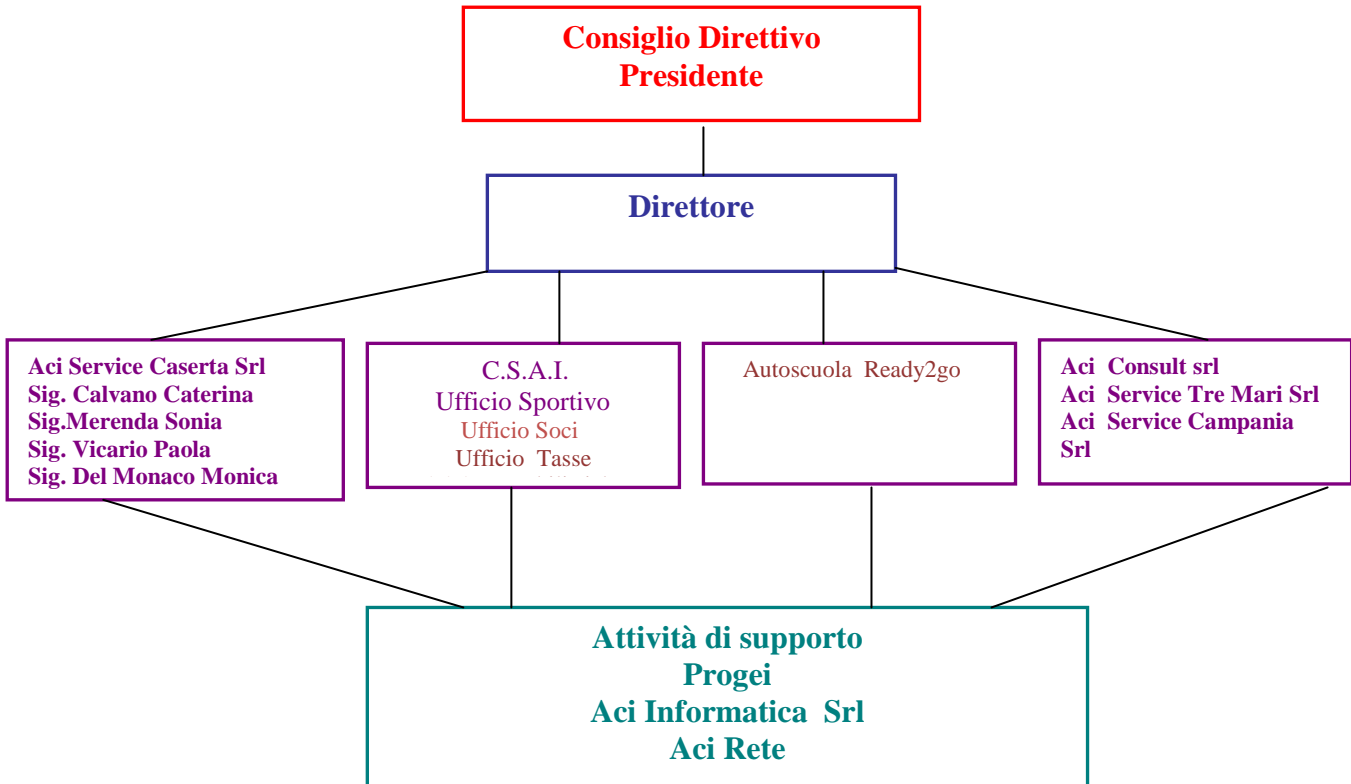 Consiglio Direttivo
Presidente
Direttore
Aci Service Caserta Srl
Sig. Calvano Caterina
Sig.Merenda Sonia
Sig. Vicario Paola
Sig. Del Monaco Monica
C.S.A.I.
Ufficio Sportivo
Ufficio Soci
Ufficio Tasse
Autoscuola Ready2go
Aci Consult srl
Aci Service Tre Mari Srl
Aci Service Campania
Srl
Attività di supporto
Progei
Aci Informatica Srl
Aci Rete